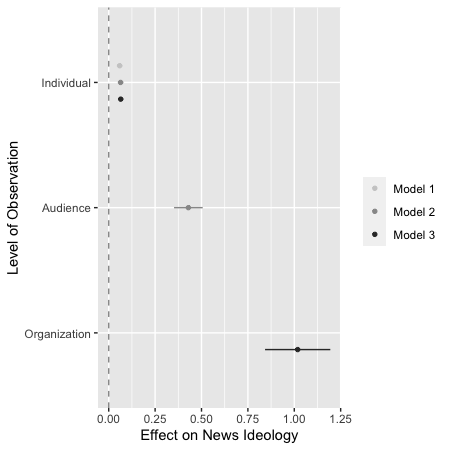 Level of Observation
Individual
Audience
Organization
0.00 0.25 0.50 0.75 1.00 1.25
Effect on News Ideology
Model 1
Model 2
Model 3